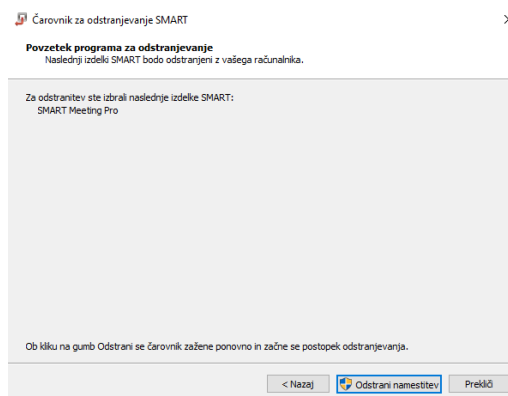 Čarovnik za odstranjevanje SMART
Povzetek programa za odstranjevanje
Naslednji izdelki SMART bodo odstranjeni z vašega računalnika.
Za odstranitev ste izbrali naslednje izdelke SMART:
SMART Meeting Pro
Ob kliku na gumb Odstrani se čarovnik zažene ponovno in začne se postopek odstranjevanja.
< Nazaj Odstrani namestitev Prekliči